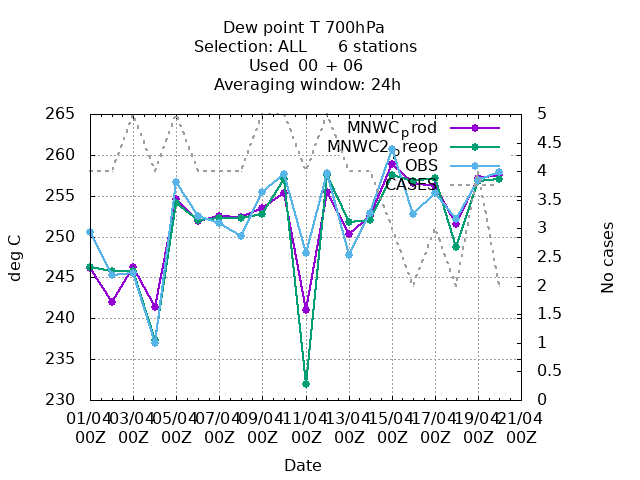 Dew point T 700hPa
Selection: ALL 6 stations
Used 00 + 06
Averaging window: 24h
265
260
255
250
245
240
235
230
deg C
5
4.5
4
3.5
3
2.5
2
1.5
1
0.5
0
No cases
MNWCprod
MNWC2preop
OBS
CASES
01/04 03/04 05/04 07/04 09/04 11/04 13/04 15/04 17/04 19/04 21/04
00Z 00Z 00Z 00Z 00Z 00Z 00Z 00Z 00Z 00Z 00Z
Date